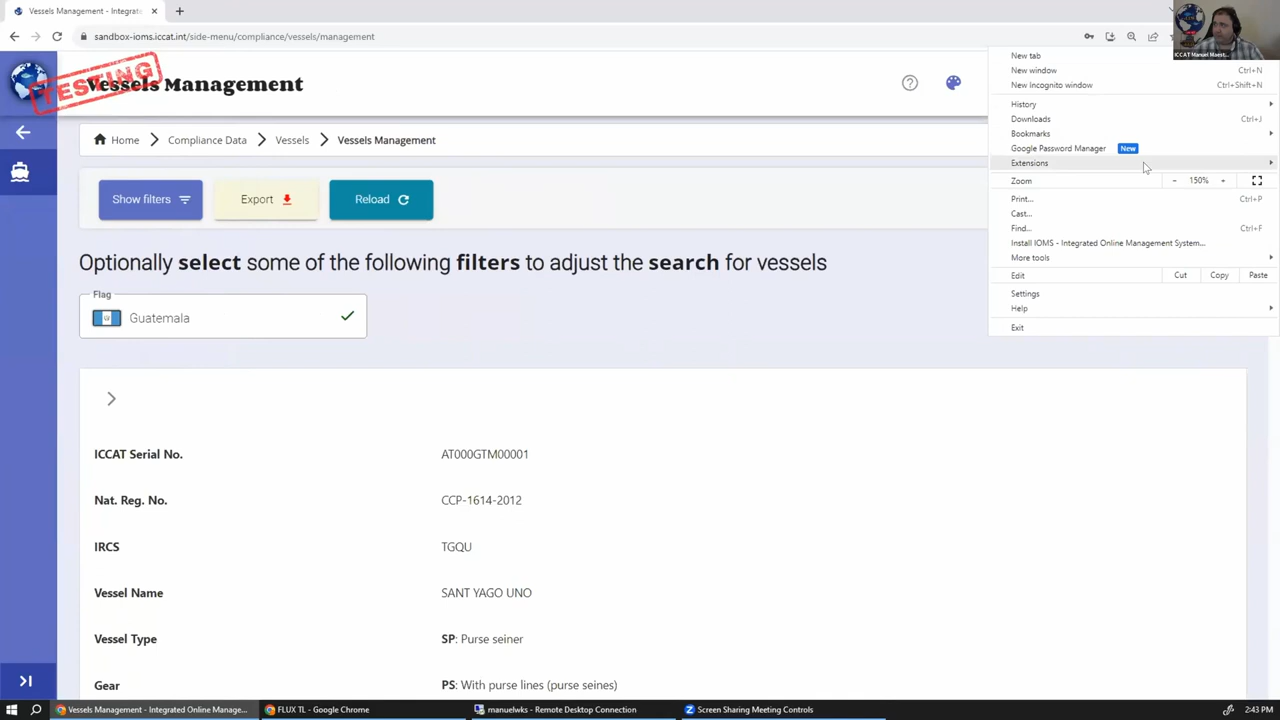 Vessels Management - Integrat
sandbox-ioms.iccat.int/side-menu/compliance/vessels/management
ICCAT Manuel Maest...
TESTING
Vessels Management
Home
Compliance Data
Vessels
Vessels Management
Show filters
Export
Reload
Optionally select some of the following filters to adjust the search for vessels
Flag
Guatemala
ICCAT Serial No.
AT000GTM00001
Nat. Reg. No.
CCP-1614-2012
IRCS
TGQU
Vessel Name
SANT YAGO UNO
Vessel Type
SP: Purse seiner
Gear
PS: With purse lines (purse seines)
New tab
New window Ctrl+N
New Incognito window Ctrl+Shift+N
History
Downloads Ctrl+J
Bookmarks
Google Password Manager New
Extensions
Zoom - 150% +
Print... Ctrl+P
Cast...
Find... Ctrl+F
Install IOMS - Integrated Online Management System...
More tools
Edit Cut Copy Paste
Settings
Help
Exit
Vessels Management - Integrated Online Manage...
FLUX TL - Google Chrome
manuelwks - Remote Desktop Connection
Screen Sharing Meeting Controls
2:43 PM